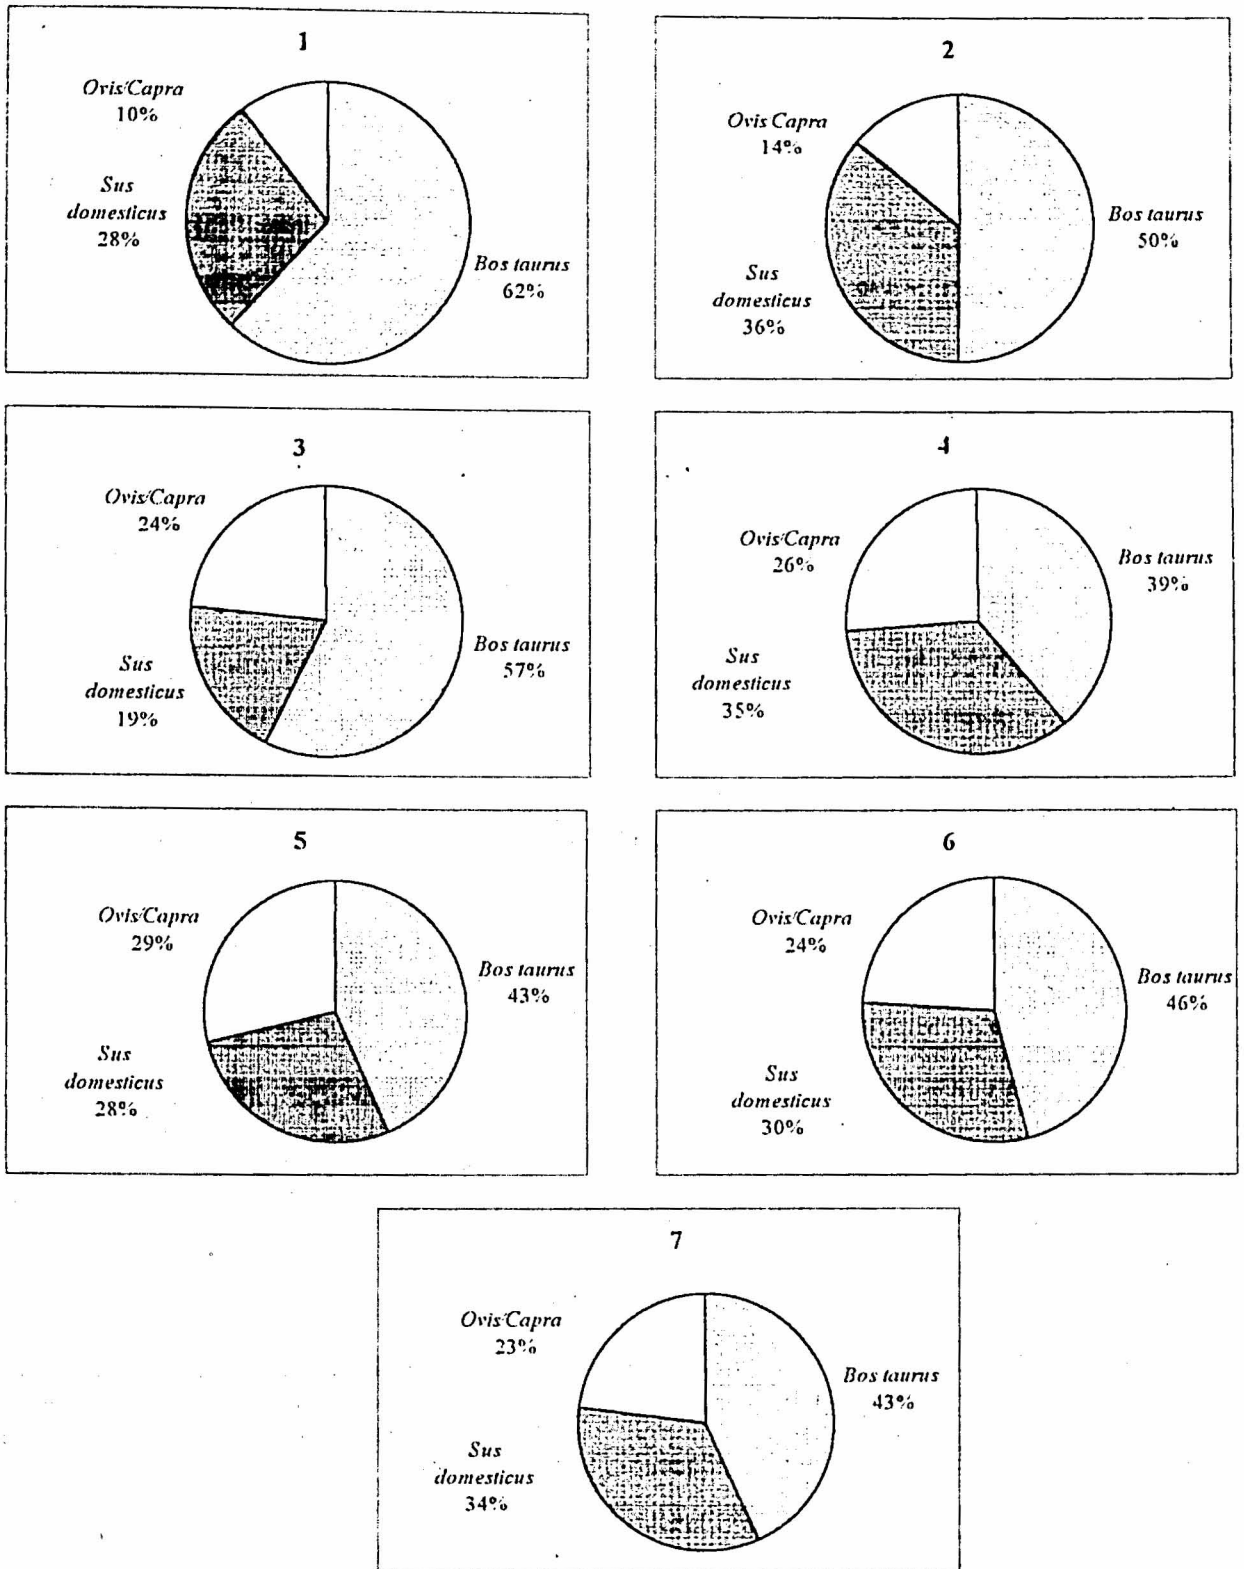 1
Ovis/Capra
10%
Sus
domesticus
28%
Bos taurus
62%
2
Ovis Capra
14%
Sus
domesticus
36%
Bos taurus
50%
3
Ovis/Capra
24%
Sus
domesticus
19%
Bos taurus
57%
4
Ovis/Capra
26%
Sus
domesticus
35%
Bos taurus
39%
5
Ovis/Capra
29%
Sus
domesticus
28%
Bos taurus
43%
6
Ovis/Capra
24%
Sus
domesticus
30%
Bos taurus
46%
7
Ovis/Capra
23%
Sus
domesticus
34%
Bos taurus
43%